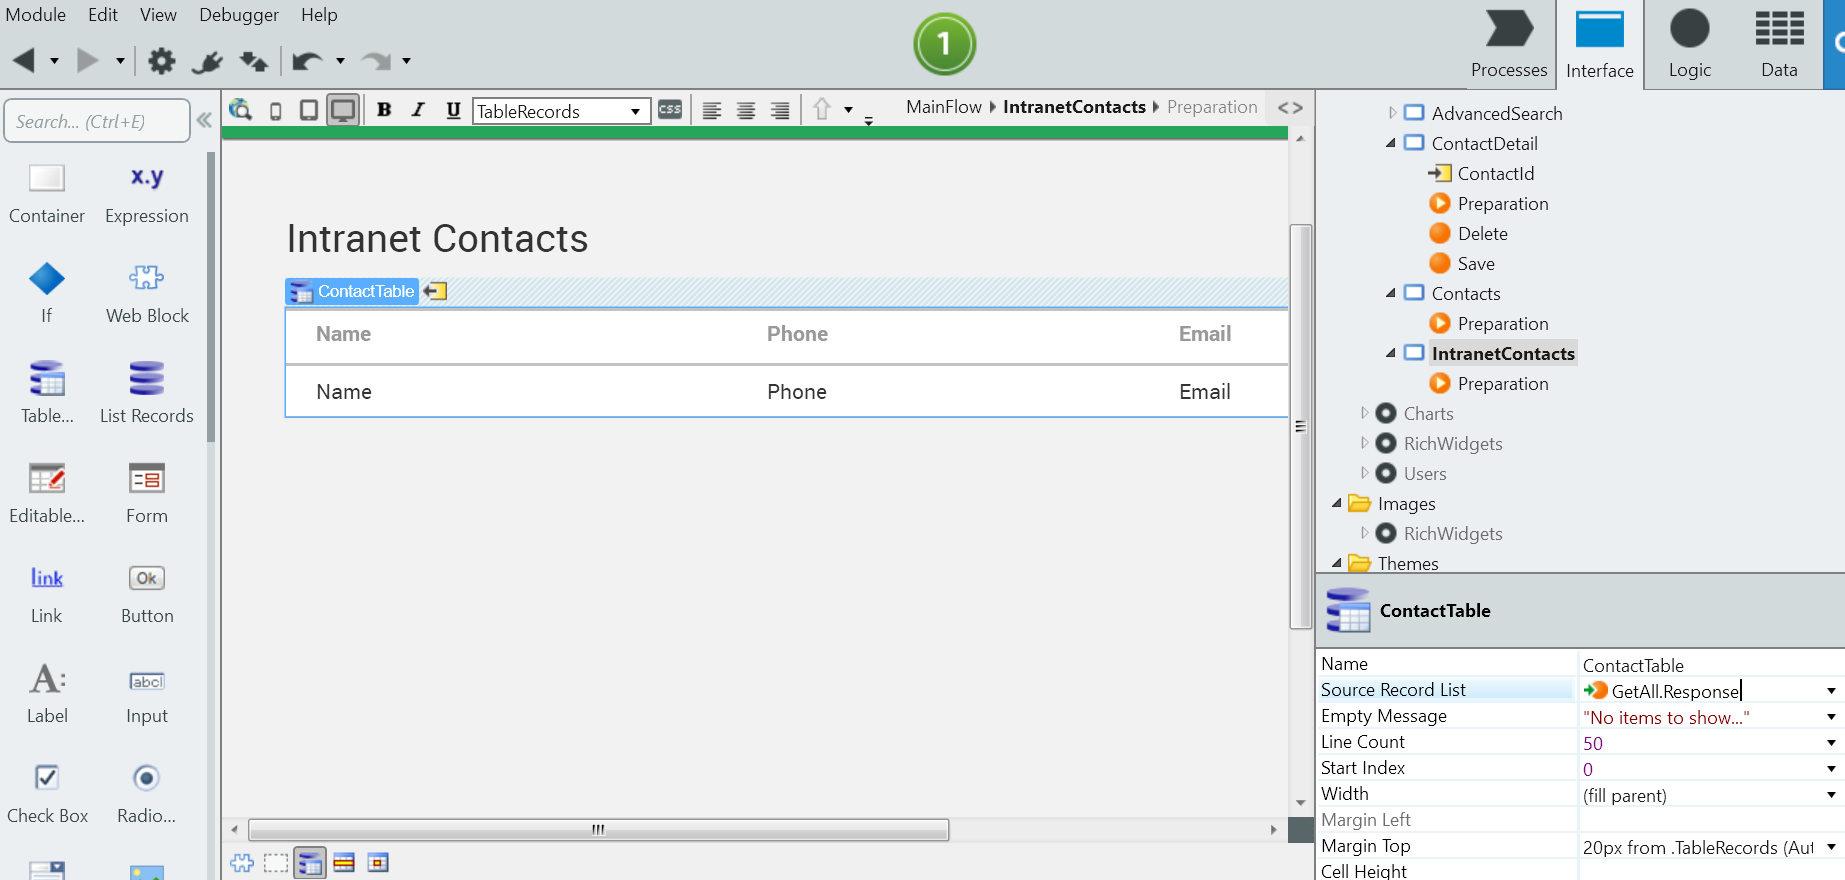 Module Edit View Debugger Help
1
Processes Interface Logic Data
Search... (Ctrl+E)
B I U TableRecords css
MainFlow IntranetContacts Preparation <>
Container
x.y
Expression
If
Web Block
Table...
List Records
Editable...
Form
link
Link
Ok
Button
A:
Label
abcl
Input
Check Box
Radio...
Intranet Contacts
ContactTable
Name Phone Email
Name Phone Email
AdvancedSearch
ContactDetail
ContactId
Preparation
Delete
Save
Contacts
Preparation
IntranetContacts
Preparation
Charts
RichWidgets
Users
Images
RichWidgets
Themes
ContactTable
Name ContactTable
Source Record List GetAll.Response
Empty Message "No items to show..."
Line Count 50
Start Index 0
Width (fill parent)
Margin Left
Margin Top 20px from .TableRecords (Aut
Cell Height